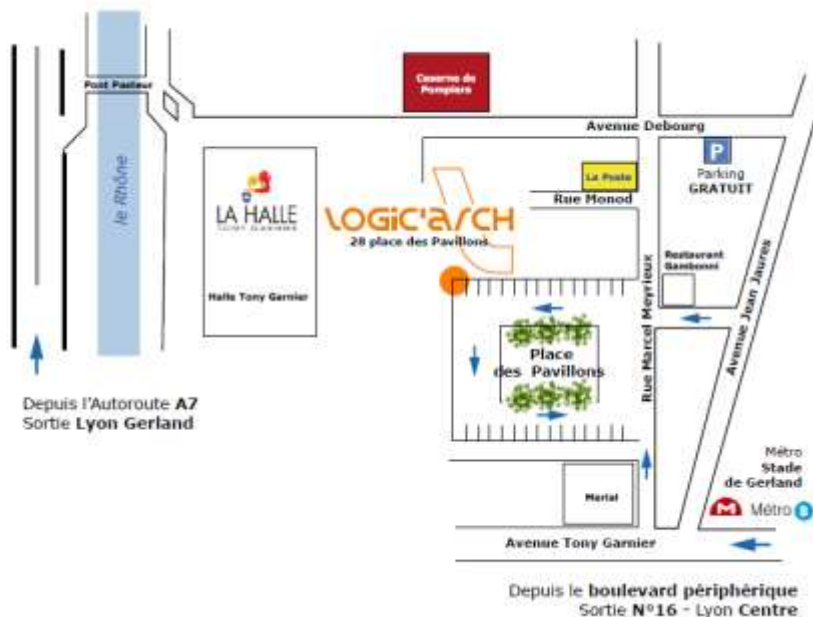 Pont Pasteur
le Rhône
Caserne de
Pompiers
Avenue Debourg
P
Parking
GRATUIT
La Poste
Rue Monod
LA HALLE
TONY GARNIER
Halle Tony Garnier
LOGIC'arCH
28 place des Pavillons
Restaurant
Gambonni
Rue Marcel Meyrieux
Avenue Jean Jaures
Place
des Pavillons
Depuis l'Autoroute A7
Sortie Lyon Gerland
Merial
Métro
Stade
de Gerland
M Métro B
Avenue Tony Garnier
Depuis le boulevard périphérique
Sortie N°16 - Lyon Centre